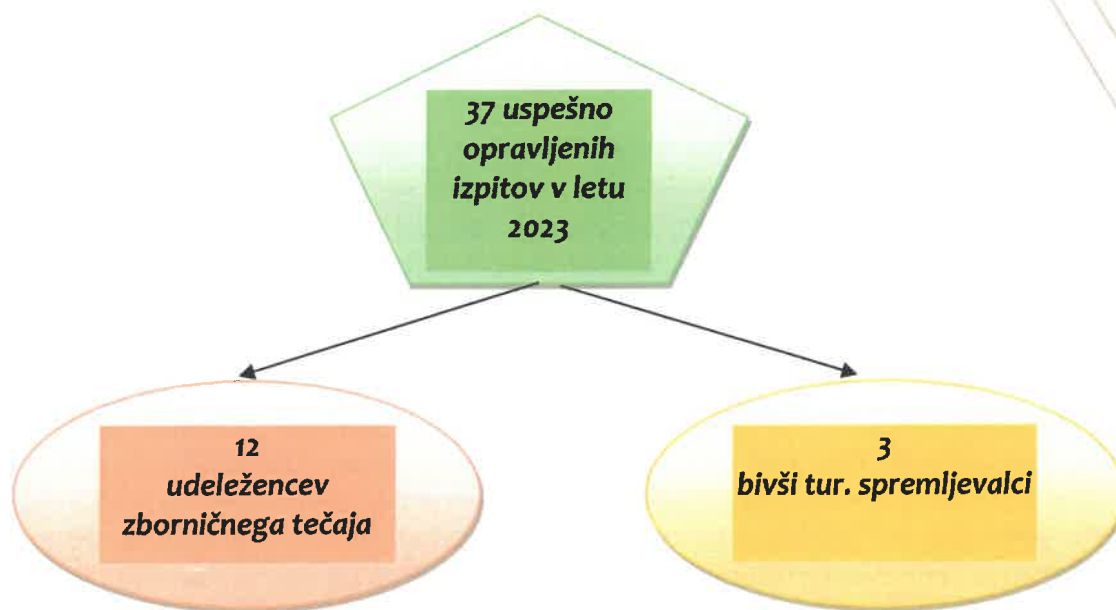 37 uspešno
opravljenih
izpitov v letu
2023
12
udeležencev
zborničnega tečaja
3
bivši tur. spremljevalci